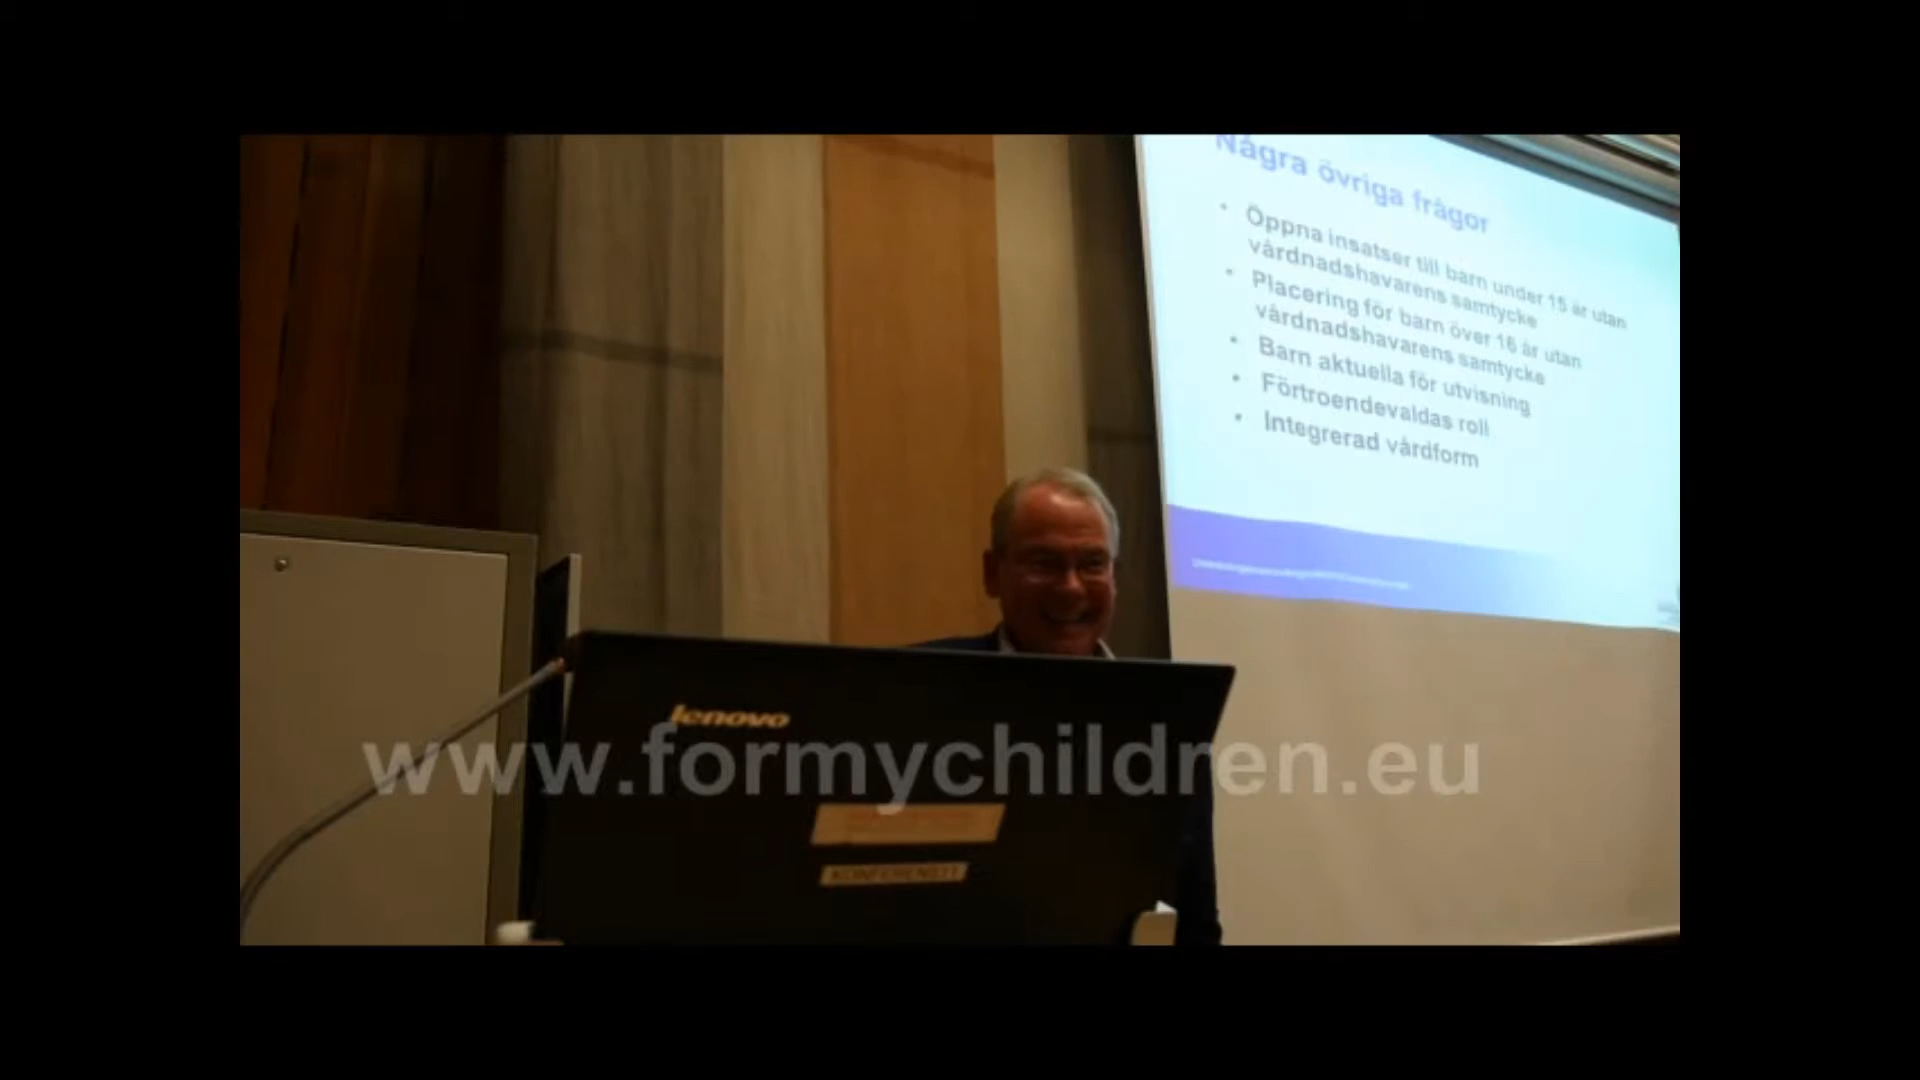 Några övriga frågor
• Öppna insatser till barn under 15 år utan
vårdnadshavarens samtycke
• Placering för barn över 16 år utan
vårdnadshavarens samtycke
• Barn aktuella för utvisning
• Förtroendevaldas roll
• Integrerad vårdform
lenovo
www.formychildren.eu